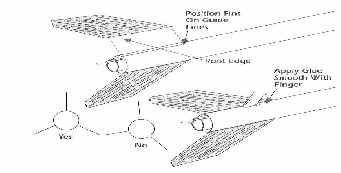 Position Fins
On Guide
Lines
Root Edge
Apply Glue
Smooth With
Finger
Yes
No